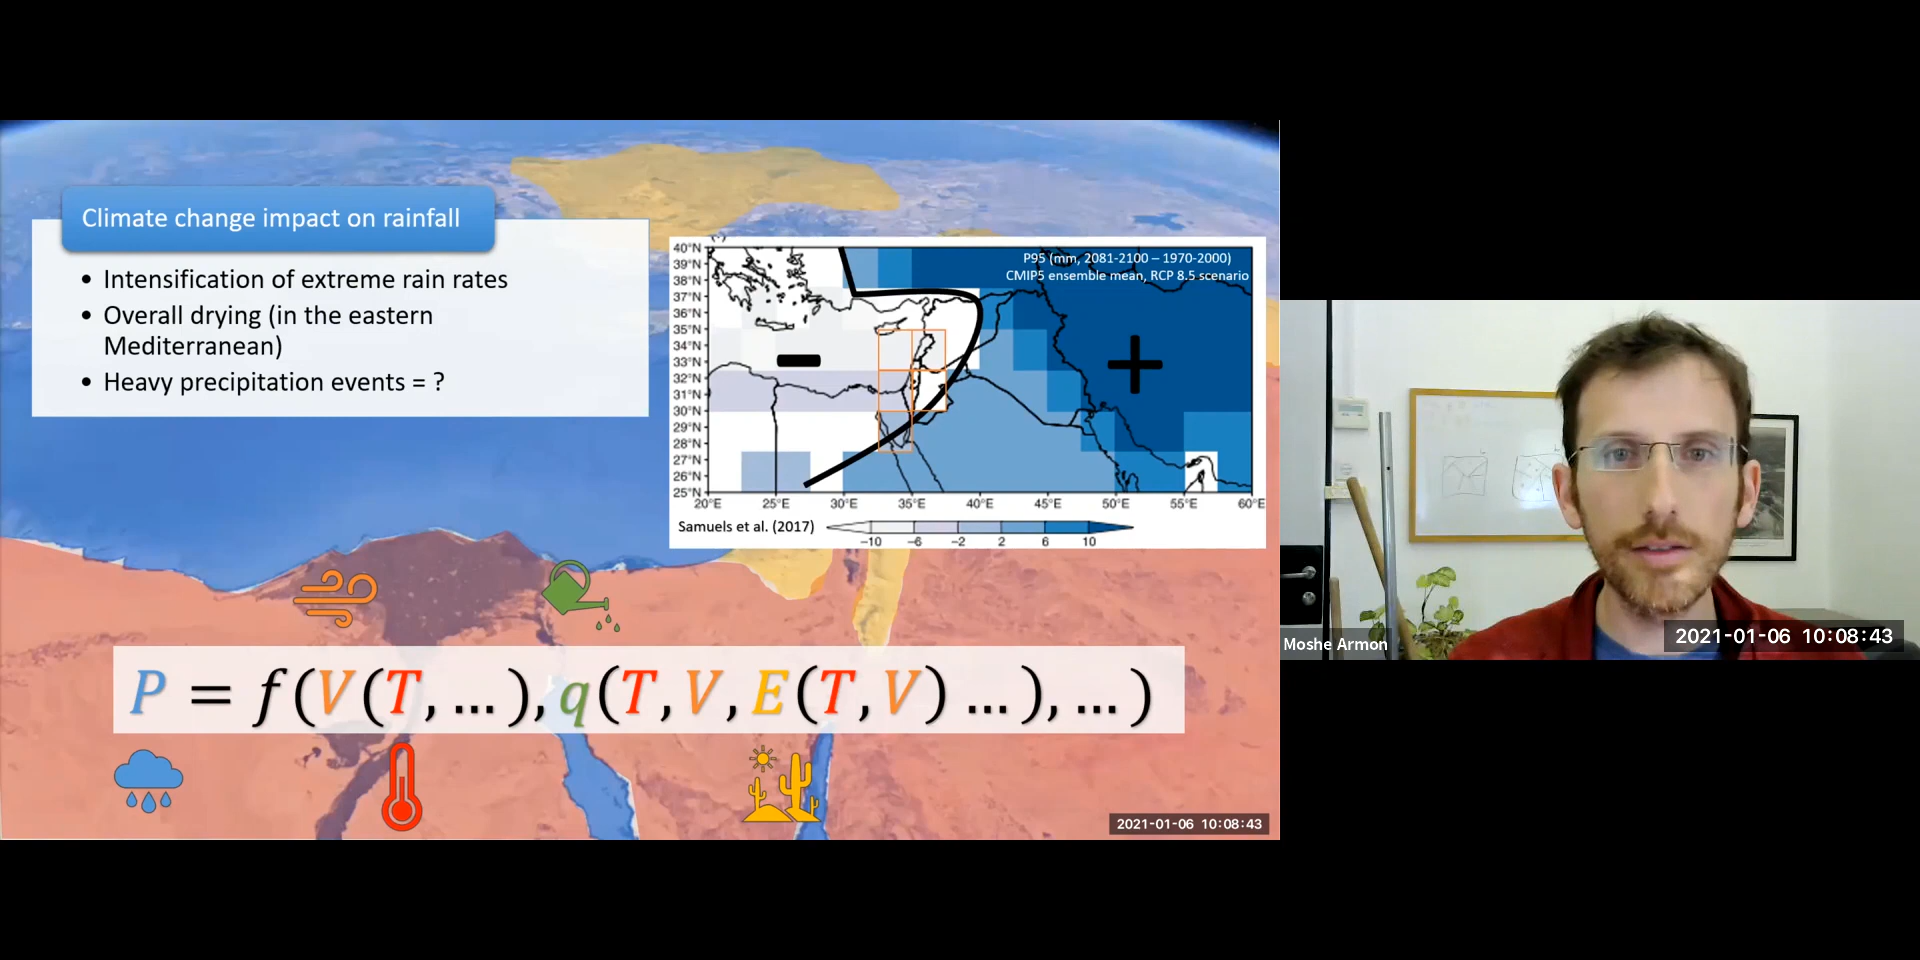 Climate change impact on rainfall
• Intensification of extreme rain rates
• Overall drying (in the eastern
Mediterranean)
• Heavy precipitation events = ?
P95 (mm, 2081-2100 – 1970-2000)
CMIP5 ensemble mean, RCP 8.5 scenario
40°N
39°N
38°N
37°N
36°N
35°N
34°N
33°N
32°N
31°N
30°N
29°N
28°N
27°N
26°N
25°N
20°E 25°E 30°E 35°E 40°E 45°E 50°E 55°E 60°E
Samuels et al. (2017)
−10 −6 −2 2 6 10
P = f(V(T, ...), q(T, V, E(T, V) ...), ...)
2021-01-06 10:08:43
Moshe Armon
2021-01-06 10:08:43